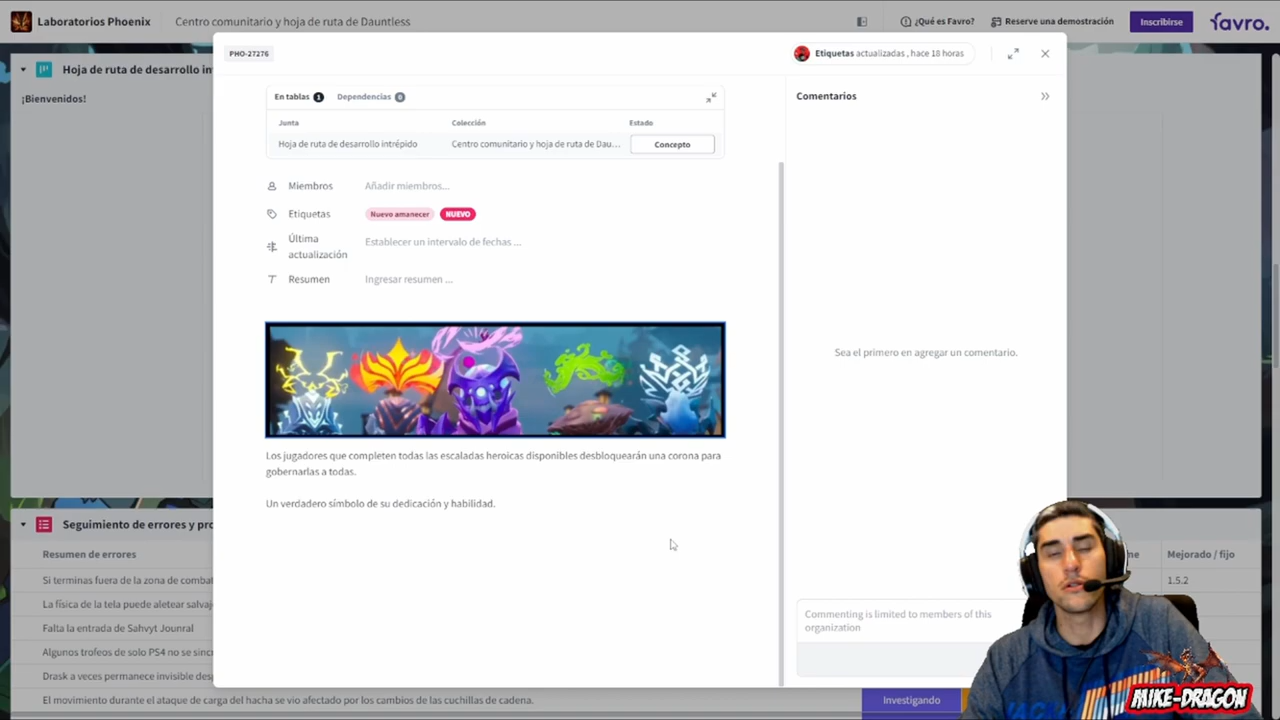 Laboratorios Phoenix
Centro comunitario y hoja de ruta de Dauntless
¿Qué es Favro?
Reserve una demostración
Inscribirse
favro.
Hoja de ruta de desarrollo int
¡Bienvenidos!
PHO-27276
Etiquetas actualizadas , hace 18 horas
En tablas 1
Dependencias 0
Junta
Colección
Estado
Hoja de ruta de desarrollo intrépido
Centro comunitario y hoja de ruta de Dau...
Concepto
Miembros
Añadir miembros...
Etiquetas
Nuevo amanecer
NUEVO
Última actualización
Establecer un intervalo de fechas ...
Resumen
Ingresar resumen ...
Los jugadores que completen todas las escaladas heroicas disponibles desbloquearán una corona para
gobernarlas a todas.
Un verdadero símbolo de su dedicación y habilidad.
Comentarios
Sea el primero en agregar un comentario.
Commenting is limited to members of this
organization
Seguimiento de errores y pro
Resumen de errores
Mejorado / fijo
Si terminas fuera de la zona de combat
1.5.2
La física de la tela puede aletear salvaj
Falta la entrada de Sahvyt Jounral
Algunos trofeos de solo PS4 no se sinc
Drask a veces permanece invisible desp
El movimiento durante el ataque de carga del hacha se vio afectado por los cambios de las cuchillas de cadena.
Investigando
MIKE-DRAGON